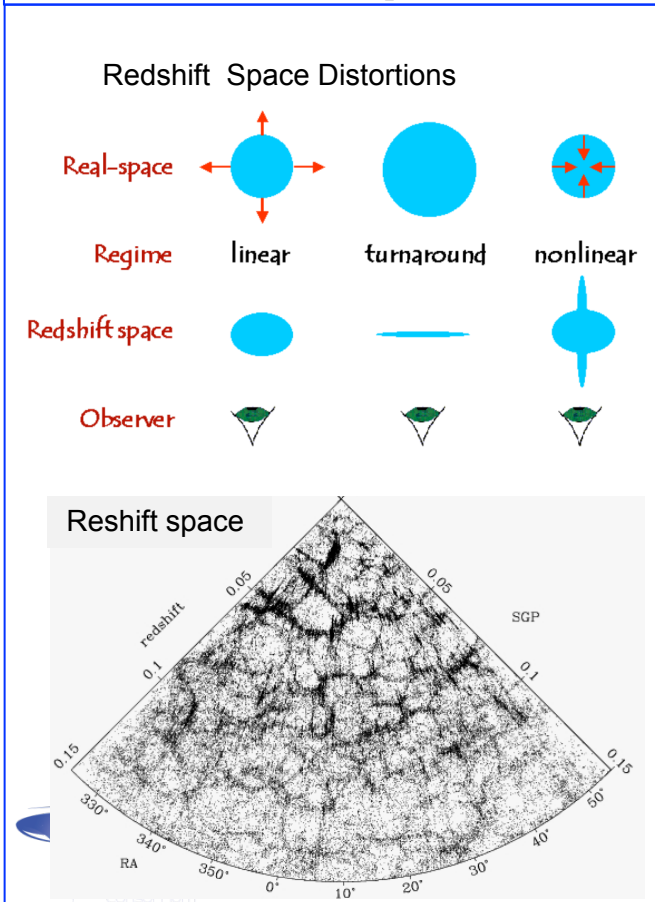 Redshift Space Distortions
Real-space
Regime linear turnaround nonlinear
Redshift space
Observer
Reshift space
0.05 0.05
redshift SGP
0.1 0.1
0.15 0.15
330° 50°
340° 40°
RA 350° 30°
0° 10° 20°